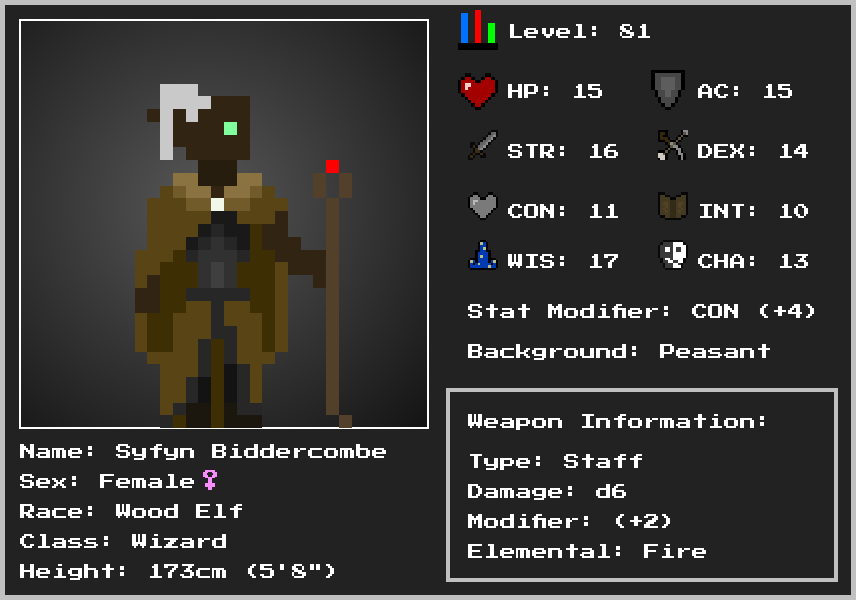 Level: 81
HP: 15 AC: 15
STR: 16 DEX: 14
CON: 11 INT: 10
WIS: 17 CHA: 13
Stat Modifier: CON (+4)
Background: Peasant
Weapon Information:
Type: Staff
Damage: d6
Modifier: (+2)
Elemental: Fire
Name: Syfyn Biddercombe
Sex: Female♀
Race: Wood Elf
Class: Wizard
Height: 173cm (5'8")